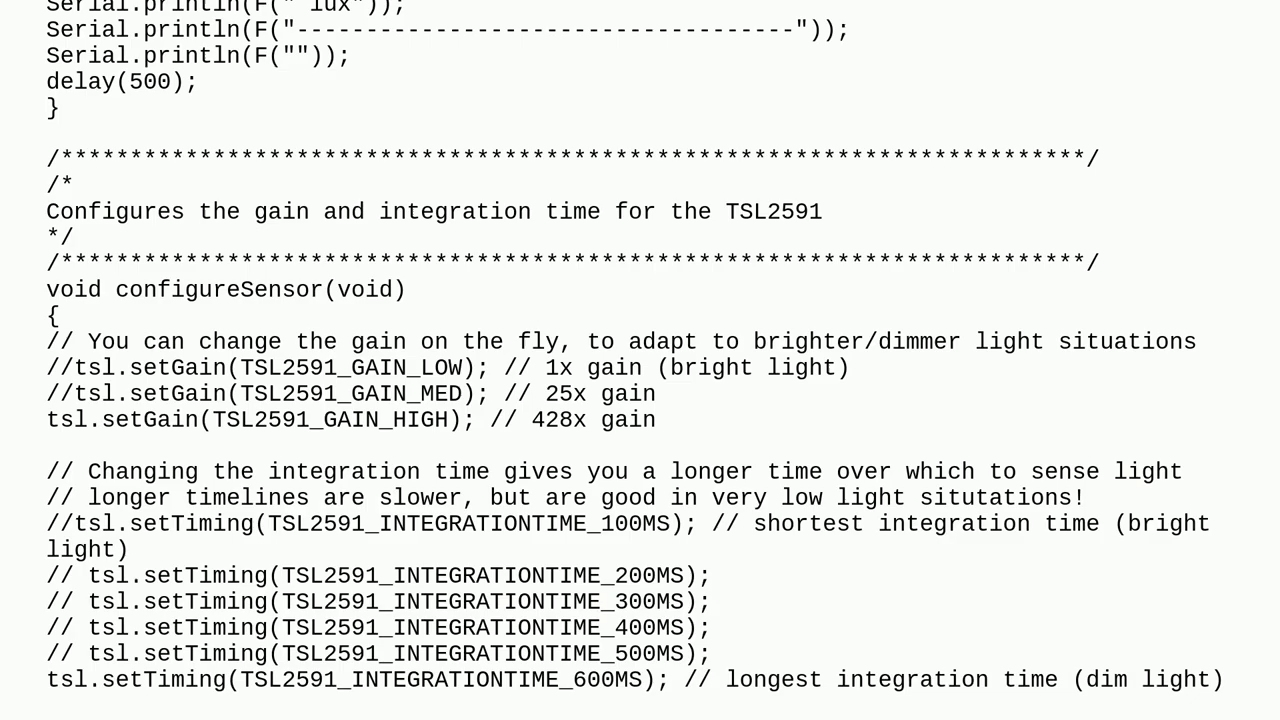 Serial.println(F(" lux"));
Serial.println(F("------------------------------------"));
Serial.println(F(""));
delay(500);
}
/**************************************************************************/
/*
Configures the gain and integration time for the TSL2591
*/
/**************************************************************************/
void configureSensor(void)
{
// You can change the gain on the fly, to adapt to brighter/dimmer light situations
//tsl.setGain(TSL2591_GAIN_LOW); // 1x gain (bright light)
//tsl.setGain(TSL2591_GAIN_MED); // 25x gain
tsl.setGain(TSL2591_GAIN_HIGH); // 428x gain
// Changing the integration time gives you a longer time over which to sense light
// longer timelines are slower, but are good in very low light situtations!
//tsl.setTiming(TSL2591_INTEGRATIONTIME_100MS); // shortest integration time (bright
light)
// tsl.setTiming(TSL2591_INTEGRATIONTIME_200MS);
// tsl.setTiming(TSL2591_INTEGRATIONTIME_300MS);
// tsl.setTiming(TSL2591_INTEGRATIONTIME_400MS);
// tsl.setTiming(TSL2591_INTEGRATIONTIME_500MS);
tsl.setTiming(TSL2591_INTEGRATIONTIME_600MS); // longest integration time (dim light)